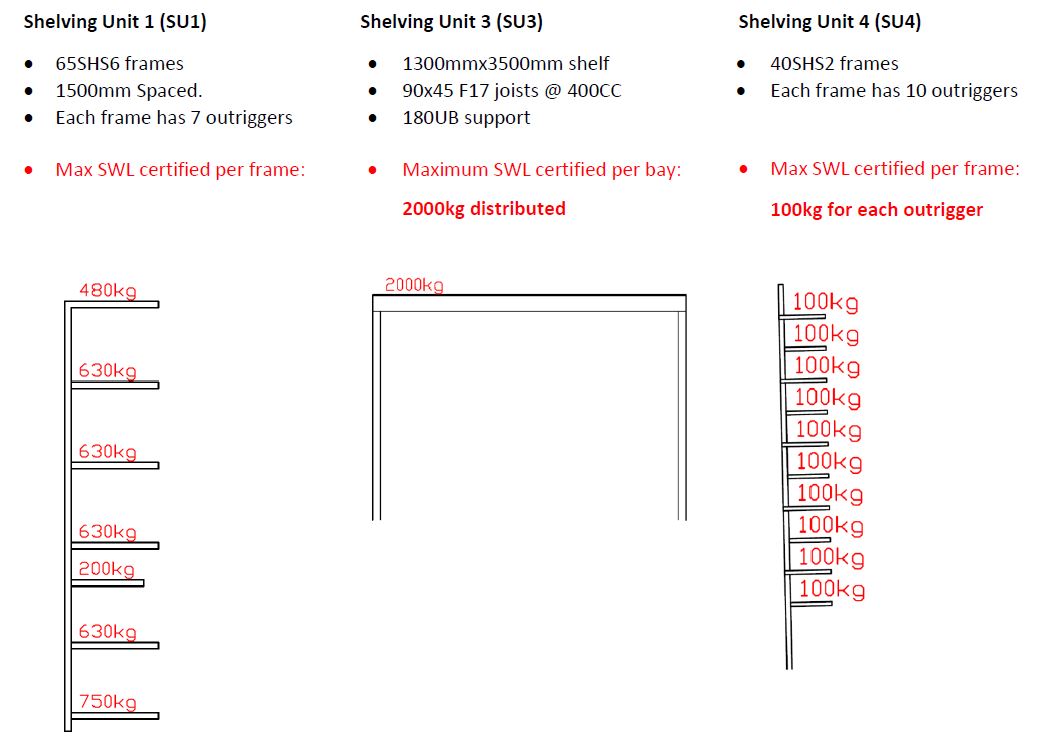 Shelving Unit 1 (SU1)
• 65SHS6 frames
• 1500mm Spaced.
• Each frame has 7 outriggers
• Max SWL certified per frame:
480kg
630kg
630kg
630kg
200kg
630kg
750kg
Shelving Unit 3 (SU3)
• 1300mmx3500mm shelf
• 90x45 F17 joists @ 400CC
• 180UB support
• Maximum SWL certified per bay:
2000kg distributed
2000kg
Shelving Unit 4 (SU4)
• 40SHS2 frames
• Each frame has 10 outriggers
• Max SWL certified per frame:
100kg for each outrigger
100kg
100kg
100kg
100kg
100kg
100kg
100kg
100kg
100kg
100kg